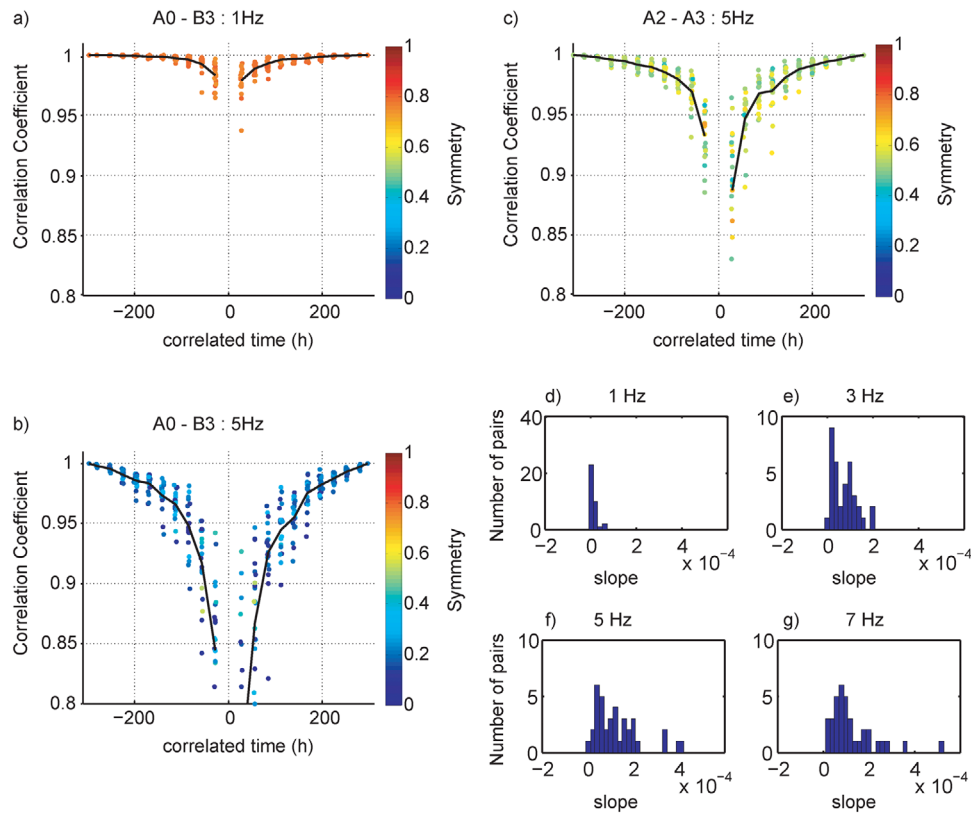 a)
A0 - B3 : 1Hz
1
0.95
0.9
0.85
0.8
Correlation Coefficient
−200
0
200
correlated time (h)
1
0.8
0.6
0.4
0.2
0
Symmetry
c)
A2 - A3 : 5Hz
1
0.95
0.9
0.85
0.8
Correlation Coefficient
−200
0
200
correlated time (h)
1
0.8
0.6
0.4
0.2
0
Symmetry
b)
A0 - B3 : 5Hz
1
0.95
0.9
0.85
0.8
Correlation Coefficient
−200
0
200
correlated time (h)
1
0.8
0.6
0.4
0.2
0
Symmetry
d)
1 Hz
40
20
0
Number of pairs
−2
0
2
4
x 10⁻⁴
slope
e)
3 Hz
10
5
0
−2
0
2
4
x 10⁻⁴
slope
f)
5 Hz
10
5
0
Number of pairs
−2
0
2
4
x 10⁻⁴
slope
g)
7 Hz
10
5
0
−2
0
2
4
x 10⁻⁴
slope